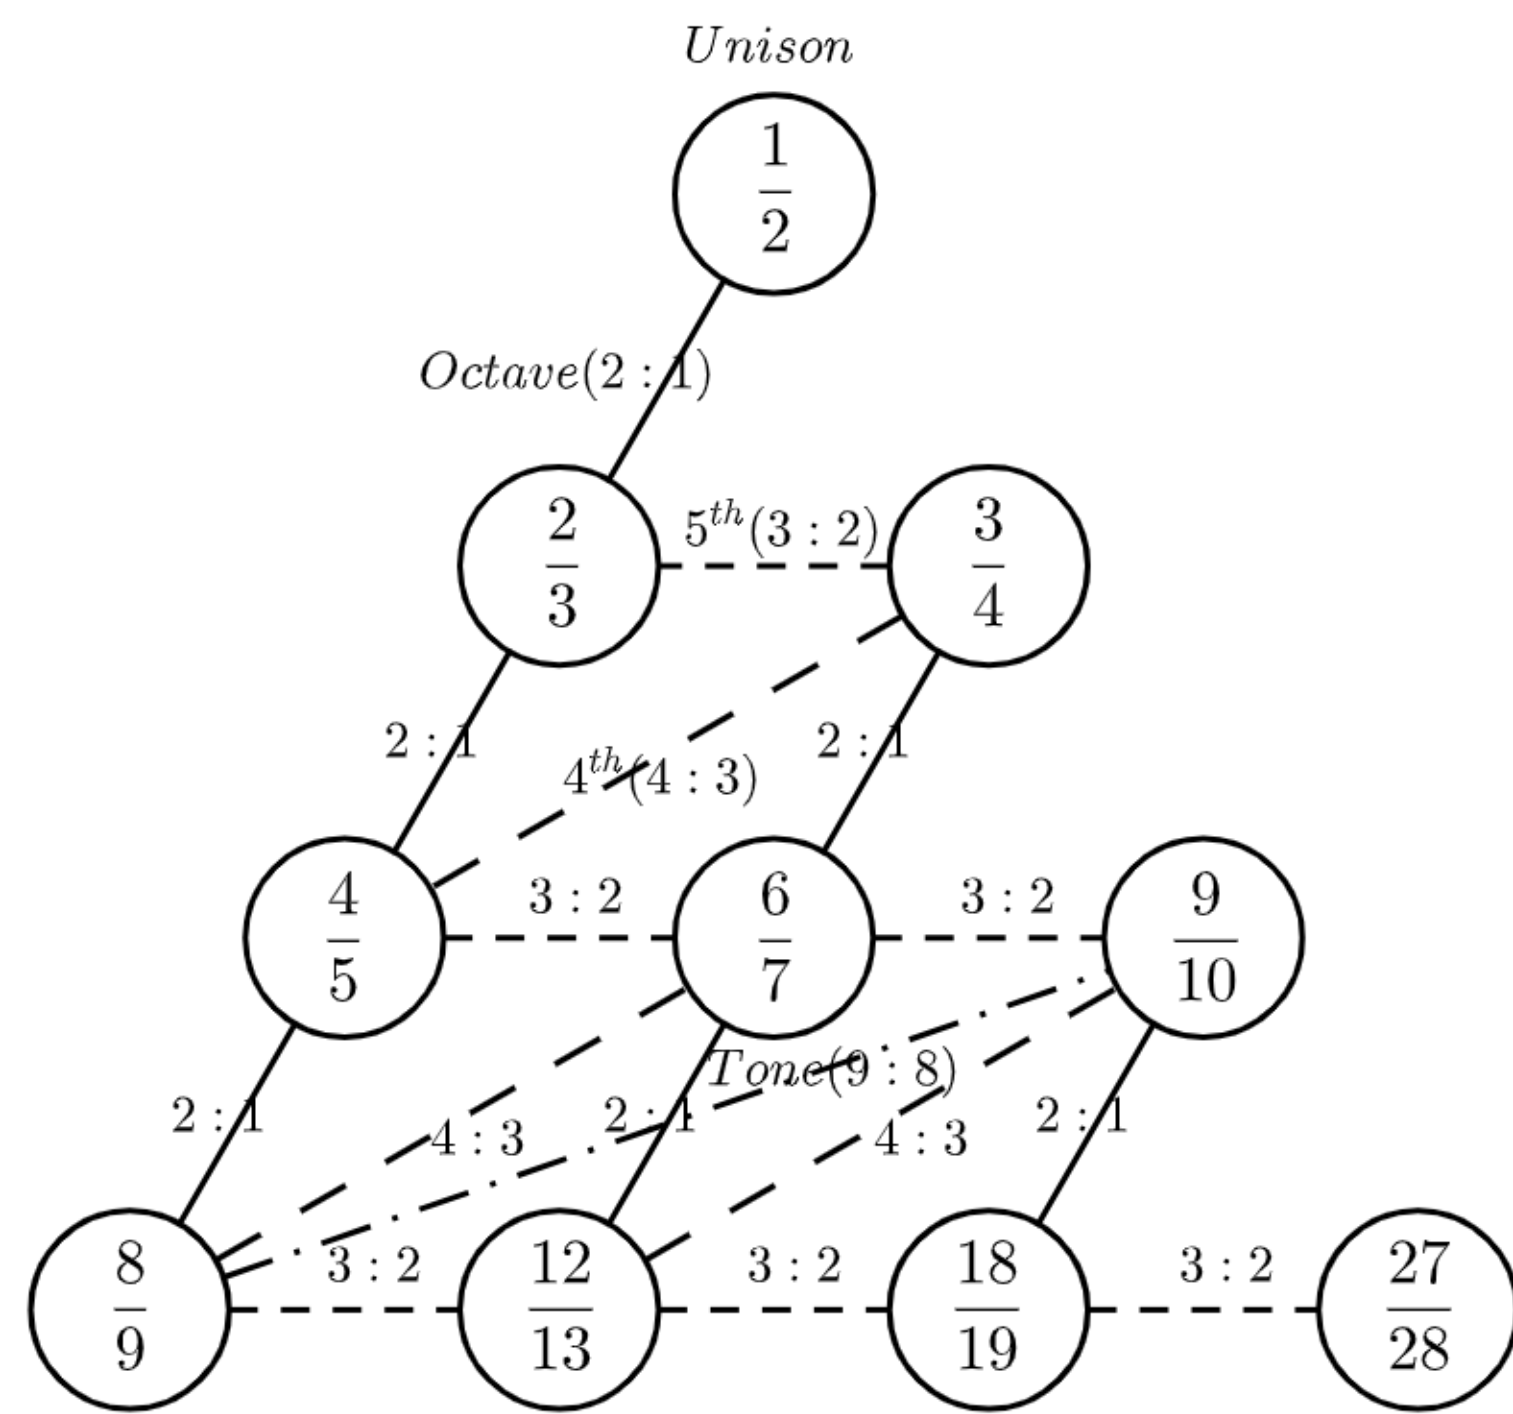 Unison
1/2
Octave(2 : 1)
5^th(3 : 2)
2/3
3/4
2 : 1
2 : 1
4^th(4 : 3)
3 : 2
3 : 2
4/5
6/7
9/10
Tone(9 : 8)
2 : 1
2 : 1
2 : 1
4 : 3
4 : 3
3 : 2
3 : 2
3 : 2
8/9
12/13
18/19
27/28